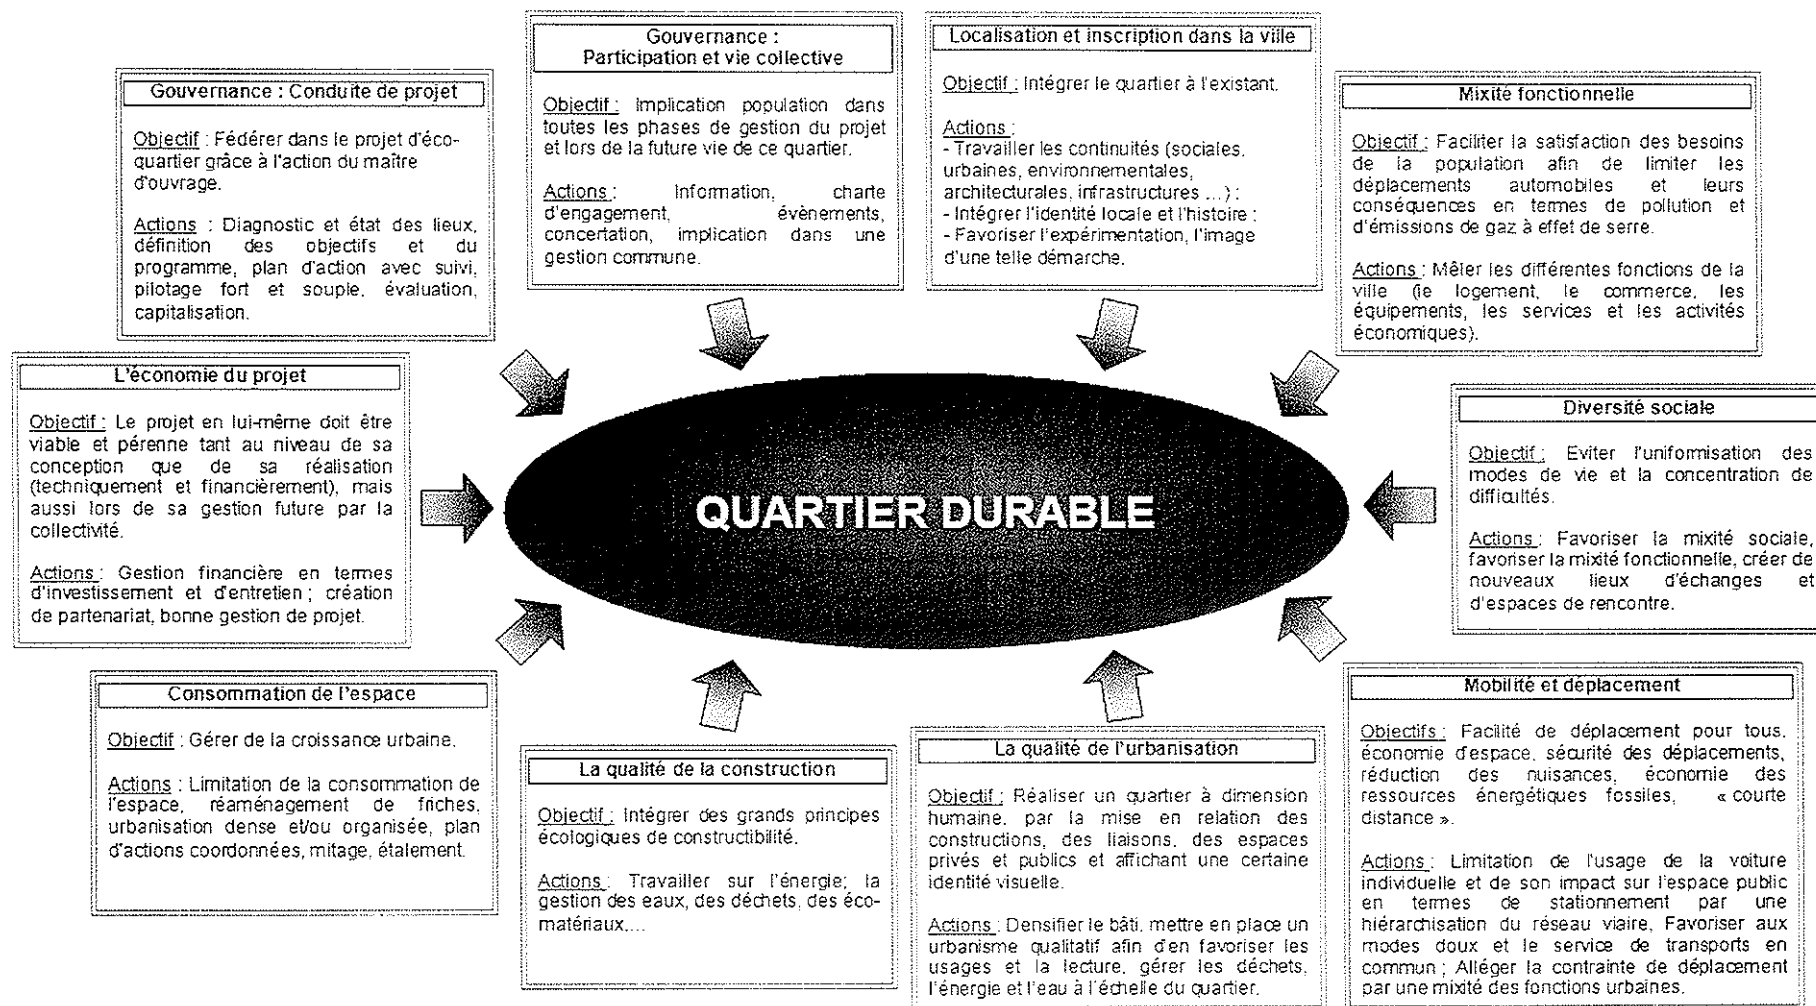 Gouvernance : Conduite de projet
Objectif : Fédérer dans le projet d'éco-
quartier grâce à l'action du maître
d'ouvrage.
Actions : Diagnostic et état des lieux,
définition des objectifs et du
programme, plan d'action avec suivi,
pilotage fort et souple, évaluation,
capitalisation.
Gouvernance :
Participation et vie collective
Objectif : Implication population dans
toutes les phases de gestion du projet
et lors de la future vie de ce quartier.
Actions : Information, charte
d'engagement, évènements,
concertation, implication dans une
gestion commune.
Localisation et inscription dans la ville
Objectif : Intégrer le quartier à l'existant.
Actions :
- Travailler les continuités (sociales,
urbaines, environnementales,
architecturales, infrastructures ...) ;
- Intégrer l'identité locale et l'histoire ;
- Favoriser l'expérimentation, l'image
d'une telle démarche.
Mixité fonctionnelle
Objectif : Faciliter la satisfaction des besoins
de la population afin de limiter les
déplacements automobiles et leurs
conséquences en termes de pollution et
d'émissions de gaz à effet de serre.
Actions : Mêler les différentes fonctions de la
ville (le logement, le commerce, les
équipements, les services et les activités
économiques).
L'économie du projet
Objectif : Le projet en lui-même doit être
viable et pérenne tant au niveau de sa
conception que de sa réalisation
(techniquement et financièrement), mais
aussi lors de sa gestion future par la
collectivité.
Actions : Gestion financière en termes
d'investissement et d'entretien ; création
de partenariat, bonne gestion de projet.
QUARTIER DURABLE
Diversité sociale
Objectif : Eviter l'uniformisation des
modes de vie et la concentration de
difficultés.
Actions : Favoriser la mixité sociale,
favoriser la mixité fonctionnelle, créer de
nouveaux lieux d'échanges et
d'espaces de rencontre.
Consommation de l'espace
Objectif : Gérer de la croissance urbaine.
Actions : Limitation de la consommation de
l'espace, réaménagement de friches,
urbanisation dense et/ou organisée, plan
d'actions coordonnées, mitage, étalement.
La qualité de la construction
Objectif : Intégrer des grands principes
écologiques de constructibilité.
Actions : Travailler sur l'énergie; la
gestion des eaux, des déchets, des éco-
matériaux,...
La qualité de l'urbanisation
Objectif : Réaliser un quartier à dimension
humaine, par la mise en relation des
constructions, des liaisons, des espaces
privés et publics et affichant une certaine
identité visuelle.
Actions : Densifier le bâti, mettre en place un
urbanisme qualitatif afin d'en favoriser les
usages et la lecture, gérer les déchets,
l'énergie et l'eau à l'échelle du quartier.
Mobilité et déplacement
Objectifs : Facilité de déplacement pour tous,
économie d'espace, sécurité des déplacements,
réduction des nuisances, économie des
ressources énergétiques fossiles, « courte
distance ».
Actions : Limitation de l'usage de la voiture
individuelle et de son impact sur l'espace public
en termes de stationnement par une
hiérarchisation du réseau viaire, Favoriser aux
modes doux et le service de transports en
commun ; Alléger la contrainte de déplacement
par une mixité des fonctions urbaines.